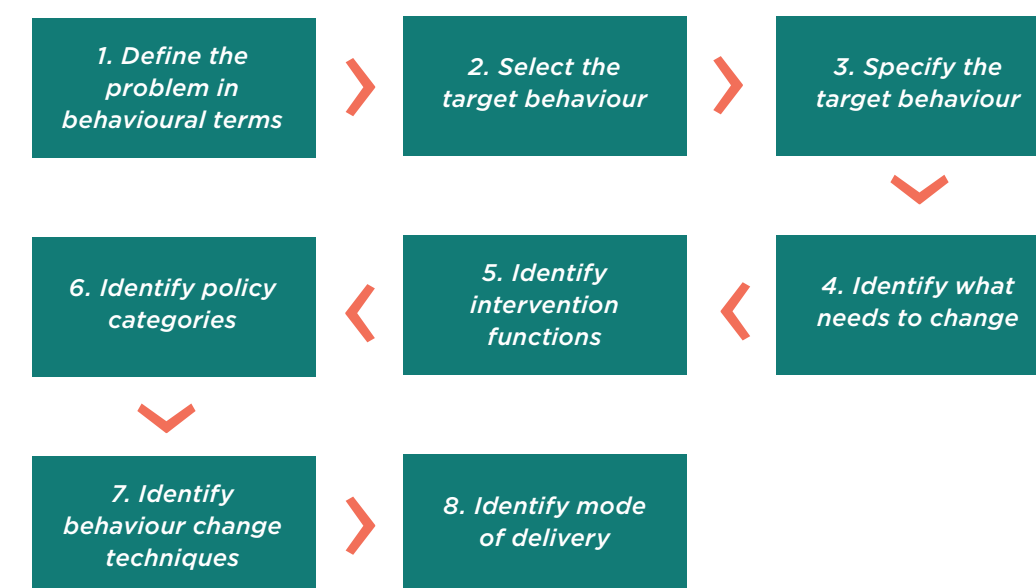 1. Define the
problem in
behavioural terms
2. Select the
target behaviour
3. Specify the
target behaviour
4. Identify what
needs to change
5. Identify
intervention
functions
6. Identify policy
categories
7. Identify
behaviour change
techniques
8. Identify mode
of delivery